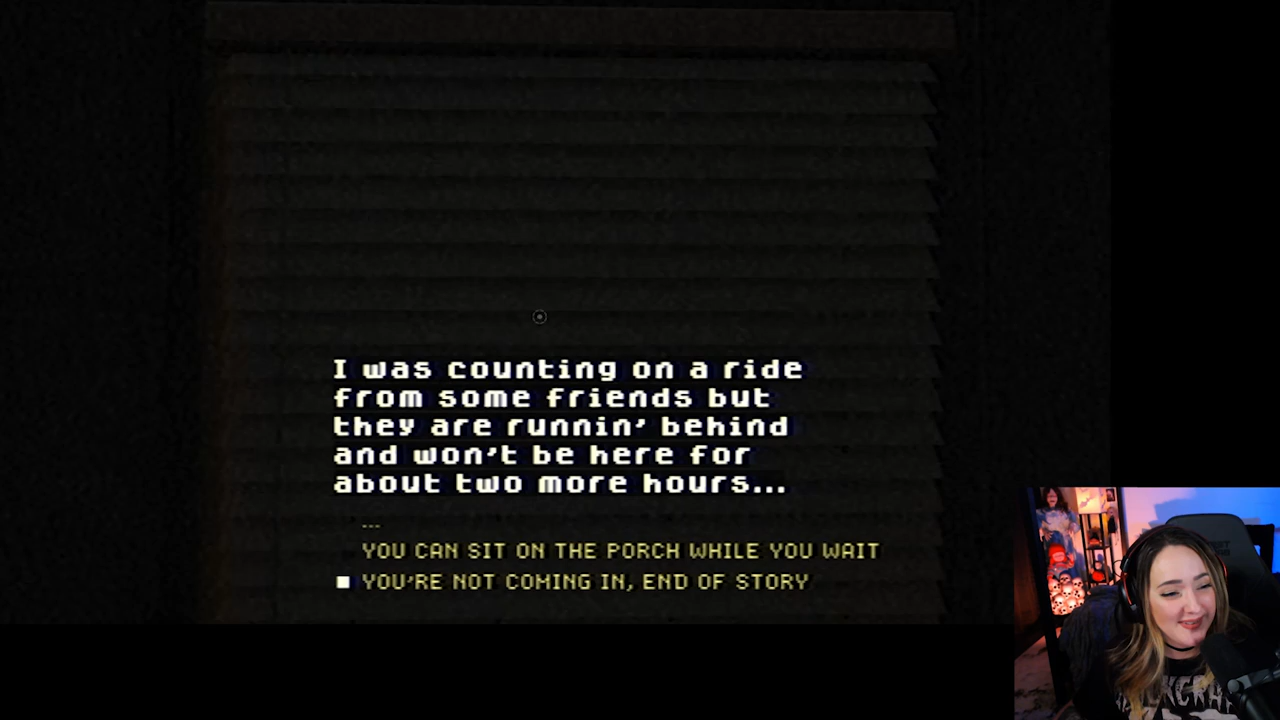 I was counting on a ride
from some friends but
they are runnin' behind
and won't be here for
about two more hours...
...
YOU CAN SIT ON THE PORCH WHILE YOU WAIT
YOU'RE NOT COMING IN, END OF STORY